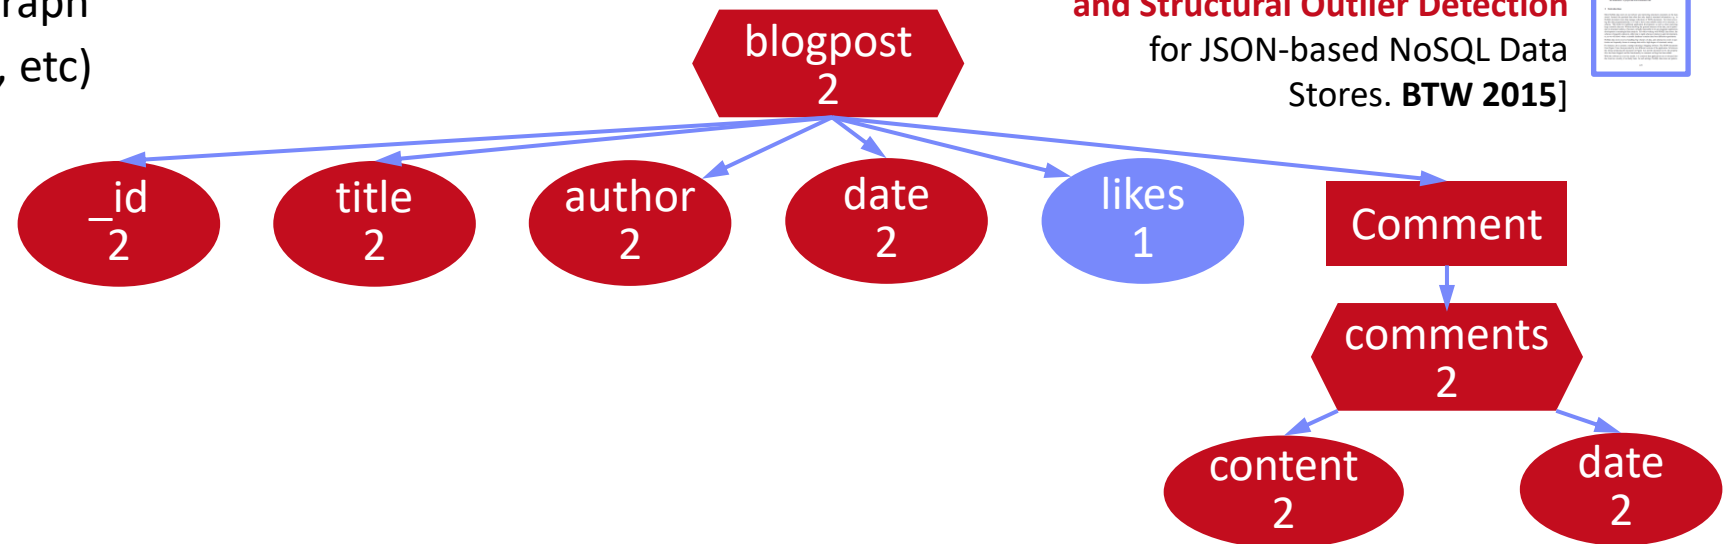 raph
, etc)
and Structural Outlier Detection
for JSON-based NoSQL Data
Stores. BTW 2015]
blogpost
2
_id
2
title
2
author
2
date
2
likes
1
Comment
comments
2
content
2
date
2